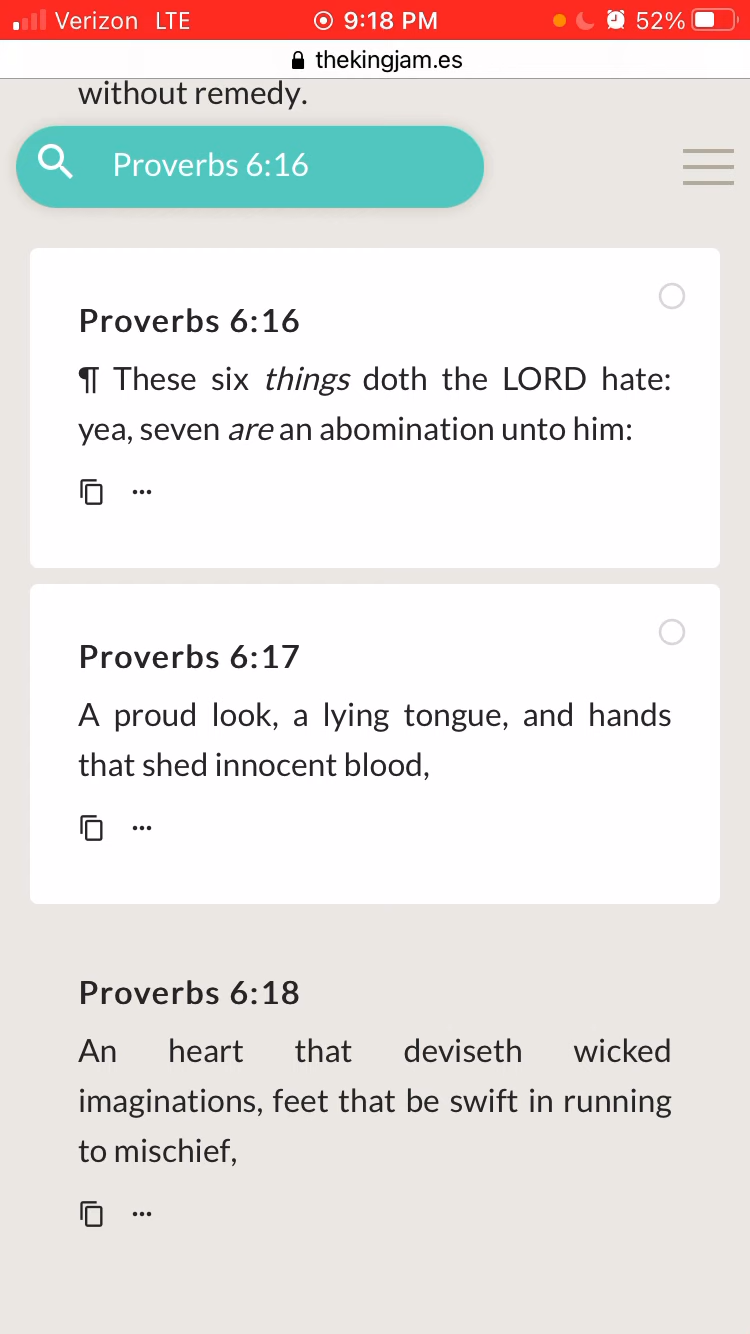 Verizon LTE 9:18 PM 52%
thekingjam.es
without remedy.
Proverbs 6:16
Proverbs 6:16
¶ These six things doth the LORD hate:
yea, seven are an abomination unto him:
Proverbs 6:17
A proud look, a lying tongue, and hands
that shed innocent blood,
Proverbs 6:18
An heart that deviseth wicked
imaginations, feet that be swift in running
to mischief,